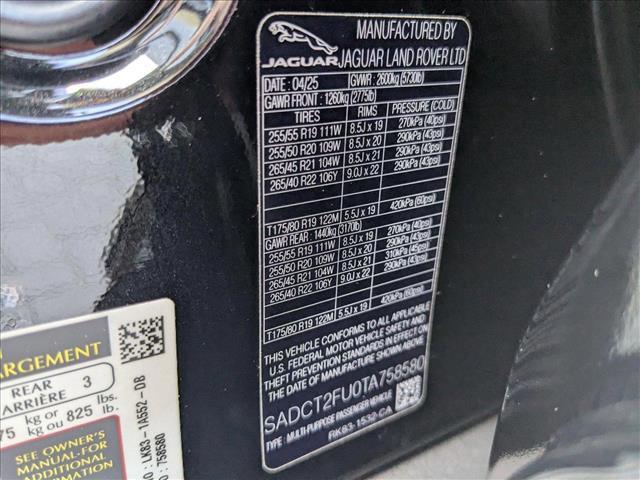 JAGUAR
MANUFACTURED BY
JAGUAR LAND ROVER LTD
DATE : 04/25 GVWR : 2600kg (5730lb)
GAWR FRONT : 1260kg (2775lb)
TIRES RIMS PRESSURE (COLD)
255/55 R19 111W 8.5J x 19 270kPa (40psi)
255/50 R20 109W 8.5J x 20 290kPa (43psi)
265/45 R21 104W 8.5J x 21 290kPa (43psi)
265/40 R22 106Y 9.0J x 22 290kPa (43psi)
T175/80 R19 122M 5.5J x 19 420kPa (60psi)
GAWR REAR : 1440kg (3170lb)
255/55 R19 111W 8.5J x 19 270kPa (40psi)
255/50 R20 109W 8.5J x 20 290kPa (43psi)
265/45 R21 104W 8.5J x 21 310kPa (45psi)
265/40 R22 106Y 9.0J x 22 290kPa (43psi)
T175/80 R19 122M 5.5J x 19 420kPa (60psi)
THIS VEHICLE CONFORMS TO ALL APPLICABLE
U.S. FEDERAL MOTOR VEHICLE SAFETY AND
THEFT PREVENTION STANDARDS IN EFFECT ON
THE DATE OF MANUFACTURE SHOWN ABOVE.
SADCT2FU0TA758580
TYPE : MULTI-PURPOSE PASSENGER VEHICLE
RK83-1532-CA
ARGEMENT
REAR
ARRIÈRE 3
75 kg or
kg ou 825 lb.
lbs.
SEE OWNER'S
MANUAL FOR
ADDITIONAL
: LK83-1A552-DB
: 758580